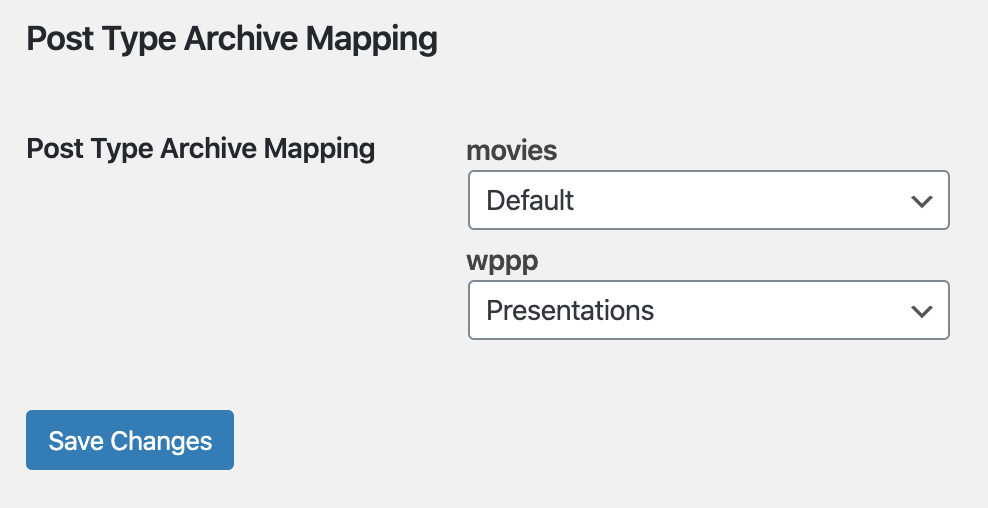 Post Type Archive Mapping
Post Type Archive Mapping
movies
Default
wppp
Presentations
Save Changes